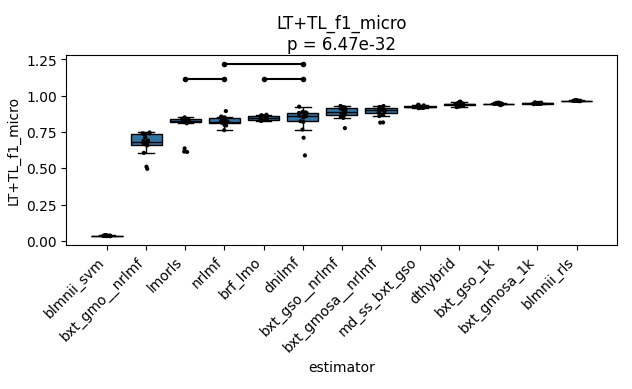 LT+TL_f1_micro
p = 6.47e-32
LT+TL_f1_micro
1.25
1.00
0.75
0.50
0.25
0.00
blmnii_svm
bxt_gmo__nrlmf
lmorls
nrlmf
brf_lmo
dnilmf
bxt_gso__nrlmf
bxt_gmosa__nrlmf
md_ss_bxt_gso
dthybrid
bxt_gso_1k
bxt_gmosa_1k
blmnii_rls
estimator